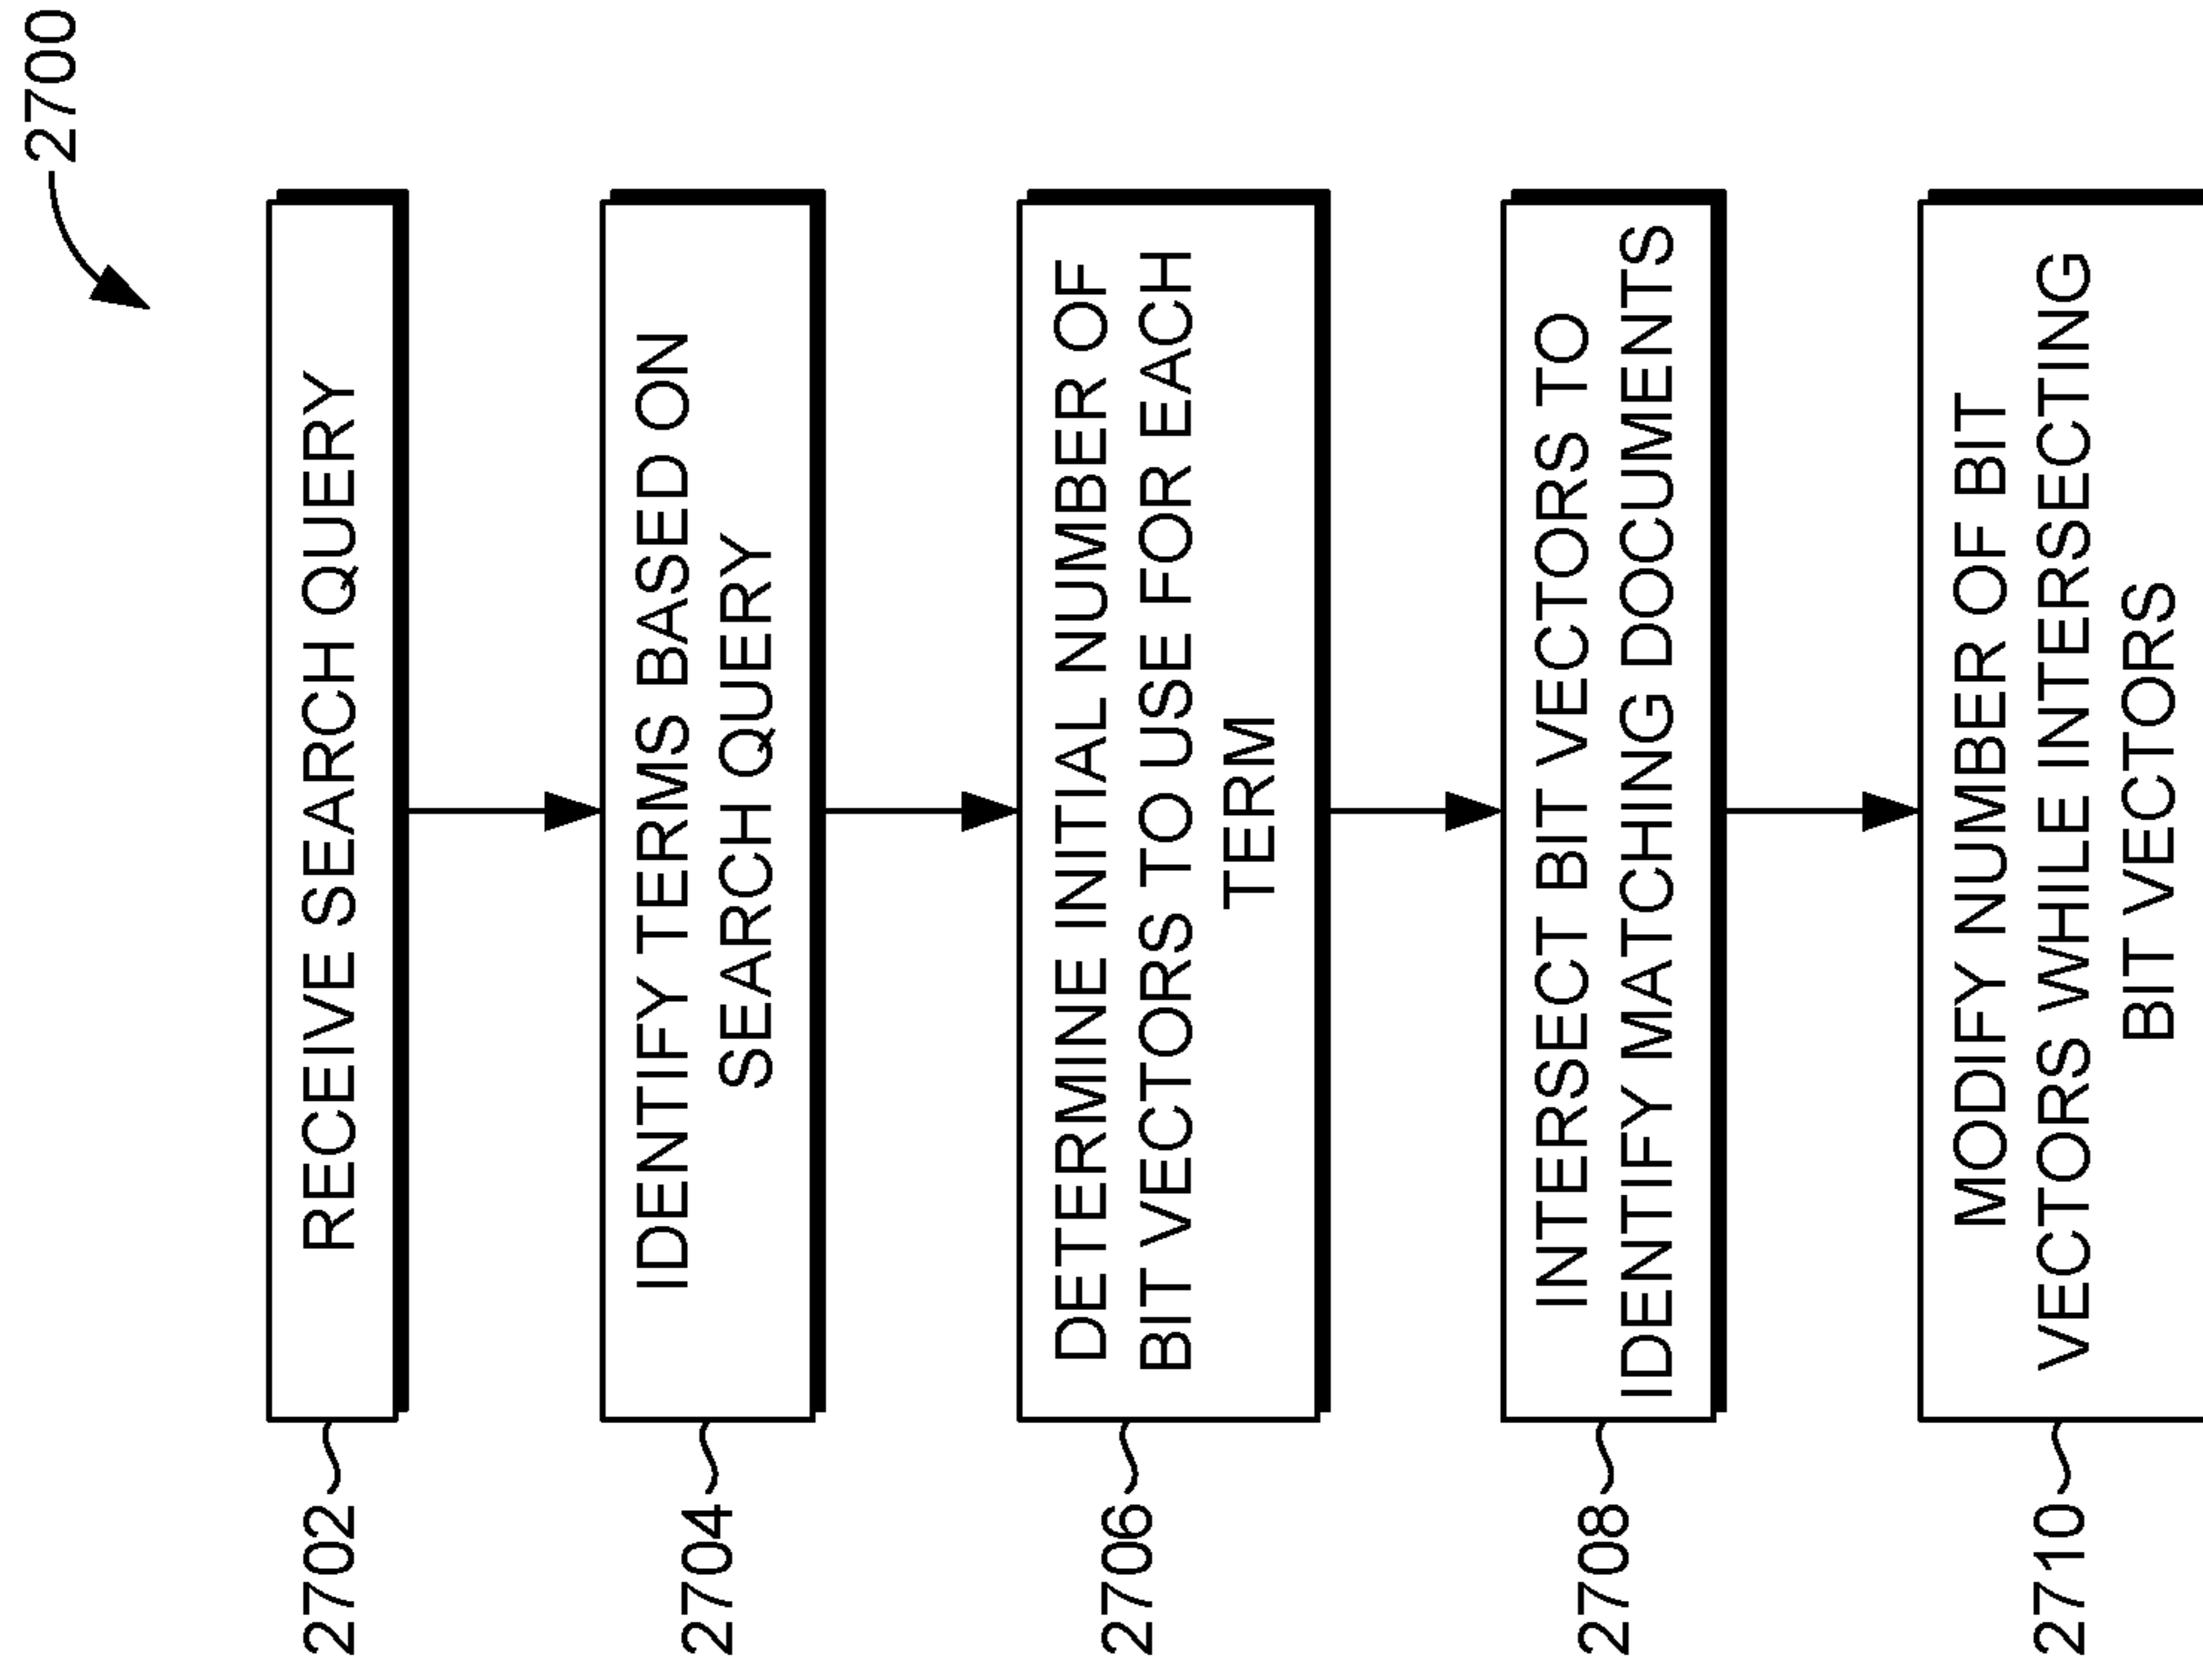 2700
2702
RECEIVE SEARCH QUERY
2704
IDENTIFY TERMS BASED ON
SEARCH QUERY
2706
DETERMINE INITIAL NUMBER OF
BIT VECTORS TO USE FOR EACH
TERM
2708
INTERSECT BIT VECTORS TO
IDENTIFY MATCHING DOCUMENTS
2710
MODIFY NUMBER OF BIT
VECTORS WHILE INTERSECTING
BIT VECTORS